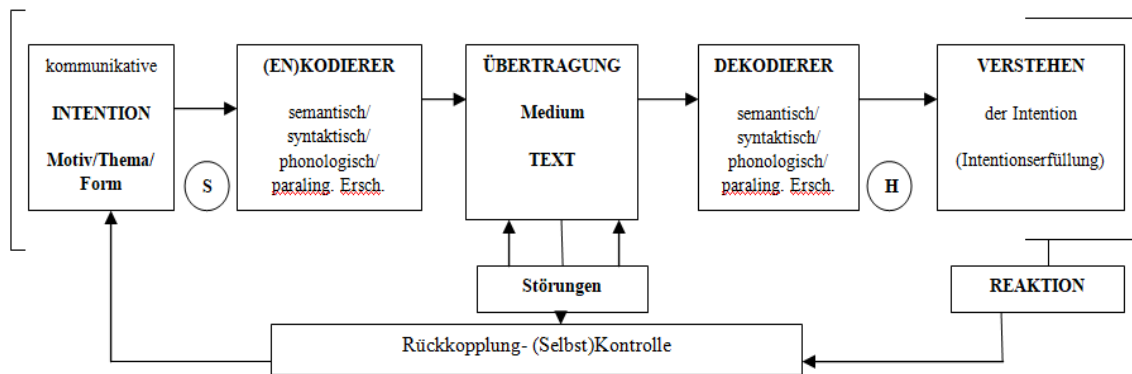 kommunikative
INTENTION
Motiv/Thema/
Form
S
(EN)KODIERER
semantisch/
syntaktisch/
phonologisch/
paraling. Ersch.
ÜBERTRAGUNG
Medium
TEXT
DEKODIERER
semantisch/
syntaktisch/
phonologisch/
paraling. Ersch.
H
VERSTEHEN
der Intention
(Intentionserfüllung)
Störungen
REAKTION
Rückkopplung- (Selbst)Kontrolle